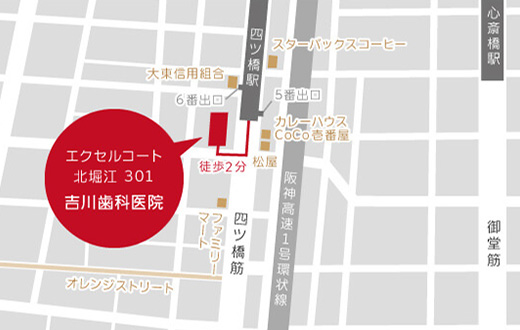 四ツ橋駅
スターバックスコーヒー
心斎橋駅
大東信用組合
6番出口
5番出口
カレーハウス
CoCo壱番屋
エクセルコート
北堀江 301
吉川歯科医院
徒歩2分
松屋
ファミリー
マート
四ツ橋筋
阪神高速1号環状線
御堂筋
オレンジストリート